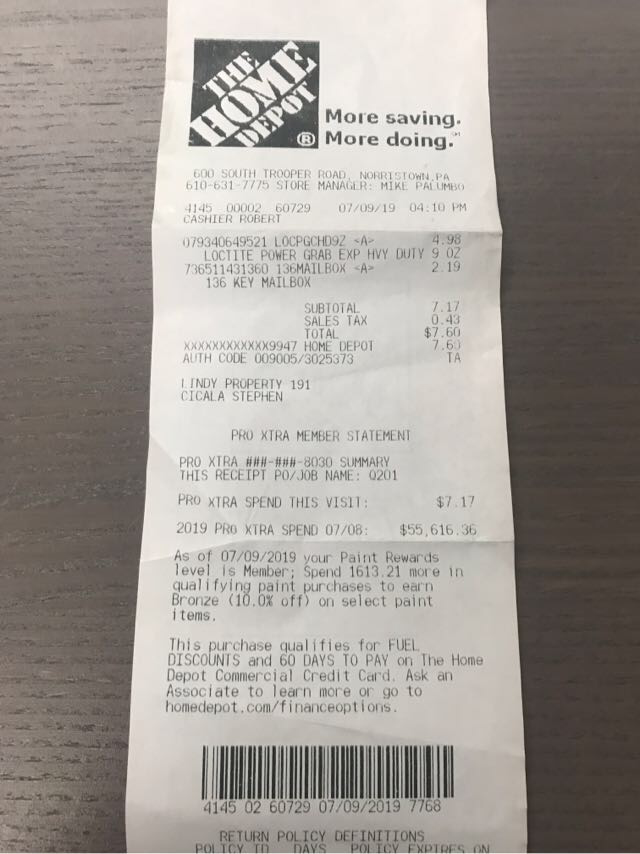 THE
HOME
DEPOT
®
More saving.
More doing.℠
600 SOUTH TROOPER ROAD, NORRISTOWN,PA
610-631-7775 STORE MANAGER: MIKE PALUMBO
4145 00002 60729 07/09/19 04:10 PM
CASHIER ROBERT
079340649521 LOCPGCHD9Z <A> 4.98
LOCTITE POWER GRAB EXP HVY DUTY 9 OZ
736511431360 136MAILBOX <A> 2.19
136 KEY MAILBOX
SUBTOTAL 7.17
SALES TAX 0.43
TOTAL $7.60
XXXXXXXXXXXX9947 HOME DEPOT 7.60
AUTH CODE 009005/3025373 TA
LINDY PROPERTY 191
CICALA STEPHEN
PRO XTRA MEMBER STATEMENT
PRO XTRA ###-###-8030 SUMMARY
THIS RECEIPT PO/JOB NAME: Q201
PRO XTRA SPEND THIS VISIT: $7.17
2019 PRO XTRA SPEND 07/08: $55,616.36
As of 07/09/2019 your Paint Rewards
level is Member; Spend 1613.21 more in
qualifying paint purchases to earn
Bronze (10.0% off) on select paint
items.
This purchase qualifies for FUEL
DISCOUNTS and 60 DAYS TO PAY on The Home
Depot Commercial Credit Card. Ask an
Associate to learn more or go to
homedepot.com/financeoptions.
4145 02 60729 07/09/2019 7768
RETURN POLICY DEFINITIONS
POLICY ID DAYS POLICY EXPIRES ON